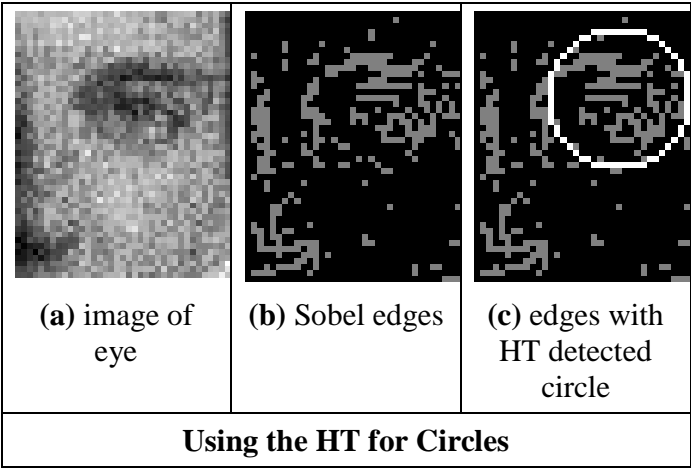 (a) image of
eye
(b) Sobel edges
(c) edges with
HT detected
circle
Using the HT for Circles